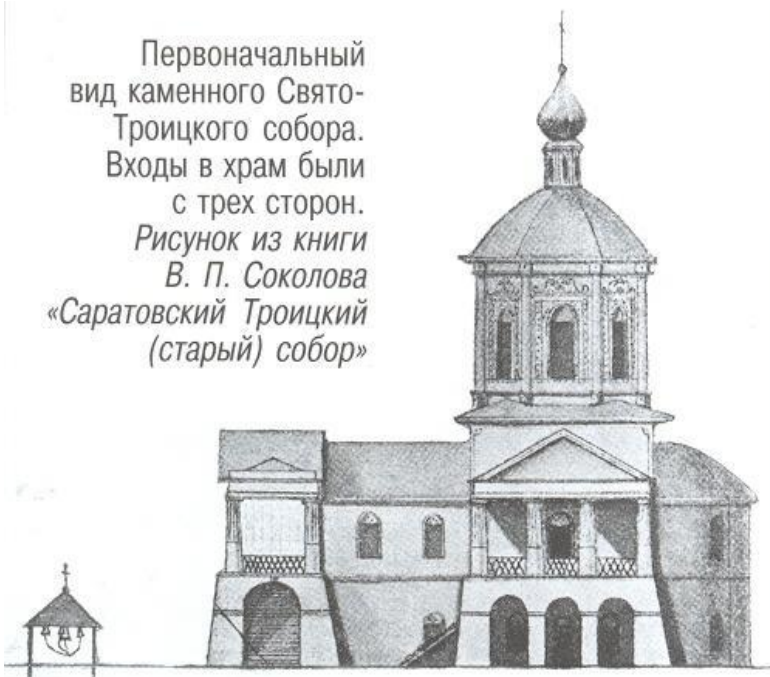 Первоначальный
вид каменного Свято-
Троицкого собора.
Входы в храм были
с трех сторон.
Рисунок из книги
В. П. Соколова
«Саратовский Троицкий
(старый) собор»